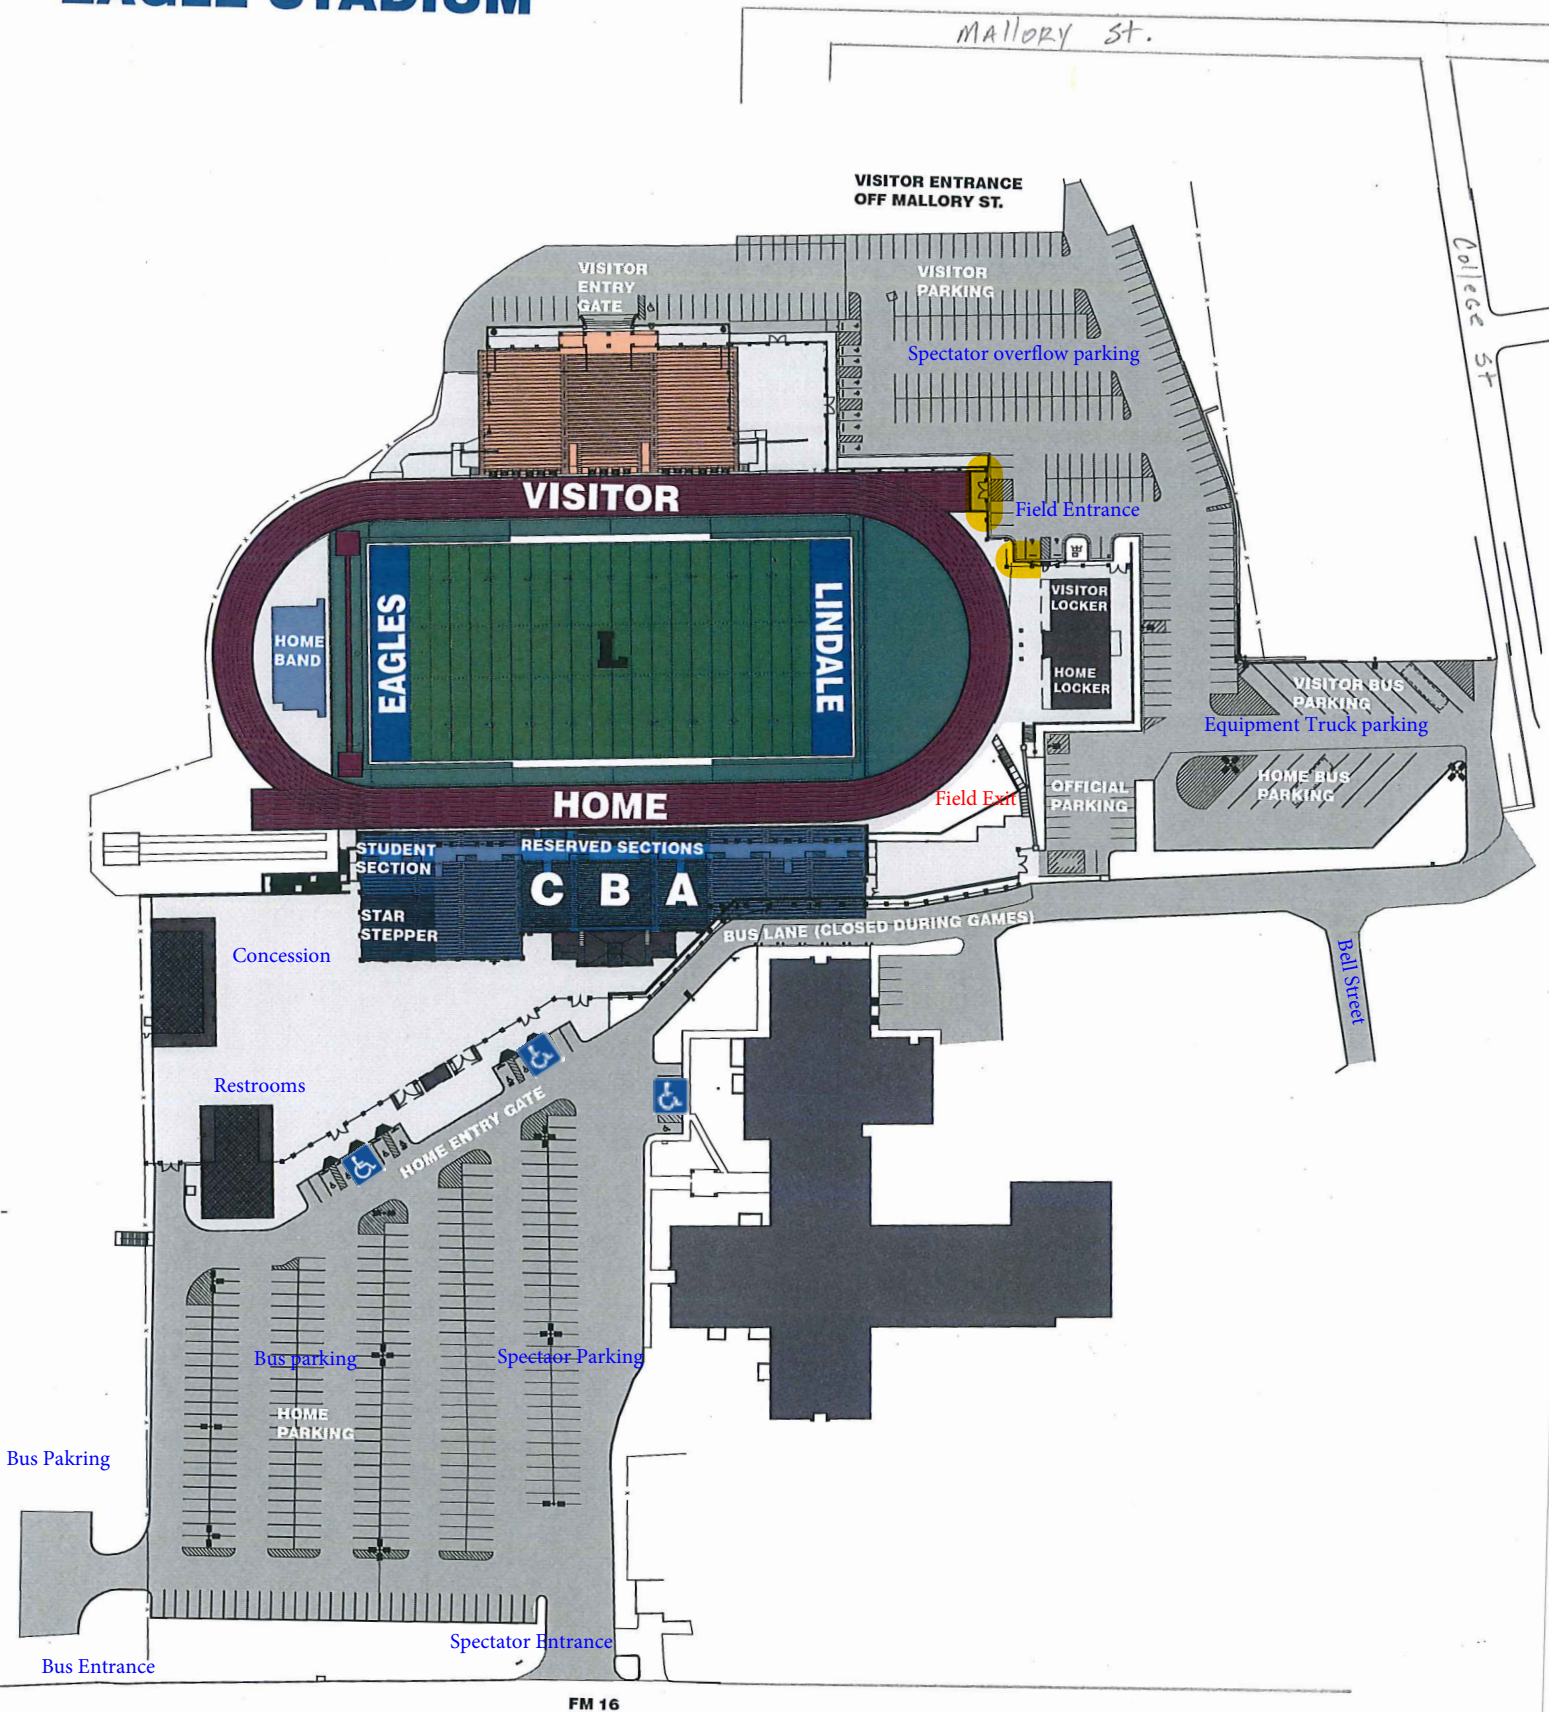 EAGLE STADIUM
Mallory St.
VISITOR ENTRANCE
OFF MALLORY ST.
College St
VISITOR
ENTRY
GATE
VISITOR
PARKING
Spectator overflow parking
VISITOR
Field Entrance
VISITOR
LOCKER
HOME
LOCKER
HOME
BAND
EAGLES
L
LINDALE
VISITOR BUS
PARKING
Equipment Truck parking
HOME BUS
PARKING
OFFICIAL
PARKING
HOME
Field Exit
STUDENT
SECTION
RESERVED SECTIONS
C B A
STAR
STEPPER
BUS LANE (CLOSED DURING GAMES)
Bell Street
Concession
Restrooms
HOME ENTRY GATE
Bus parking
Spectaor Parking
HOME
PARKING
Bus Pakring
Spectator Entrance
Bus Entrance
FM 16